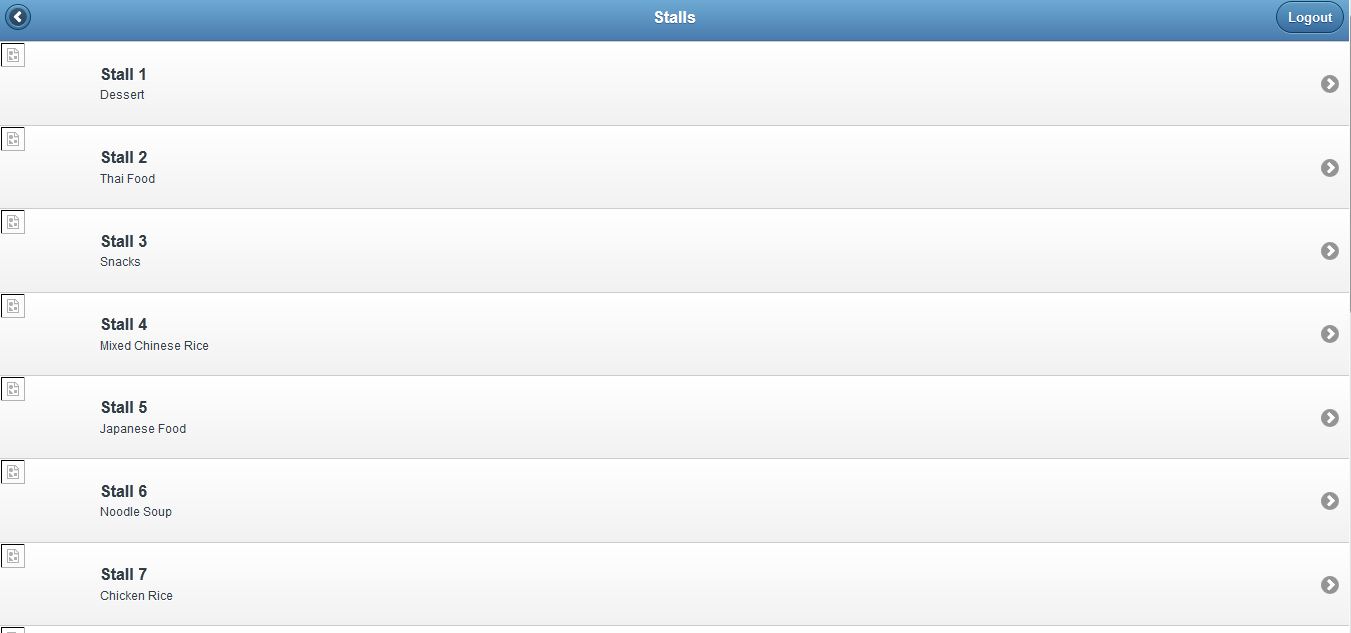 Stalls
Logout
Stall 1
Dessert
Stall 2
Thai Food
Stall 3
Snacks
Stall 4
Mixed Chinese Rice
Stall 5
Japanese Food
Stall 6
Noodle Soup
Stall 7
Chicken Rice